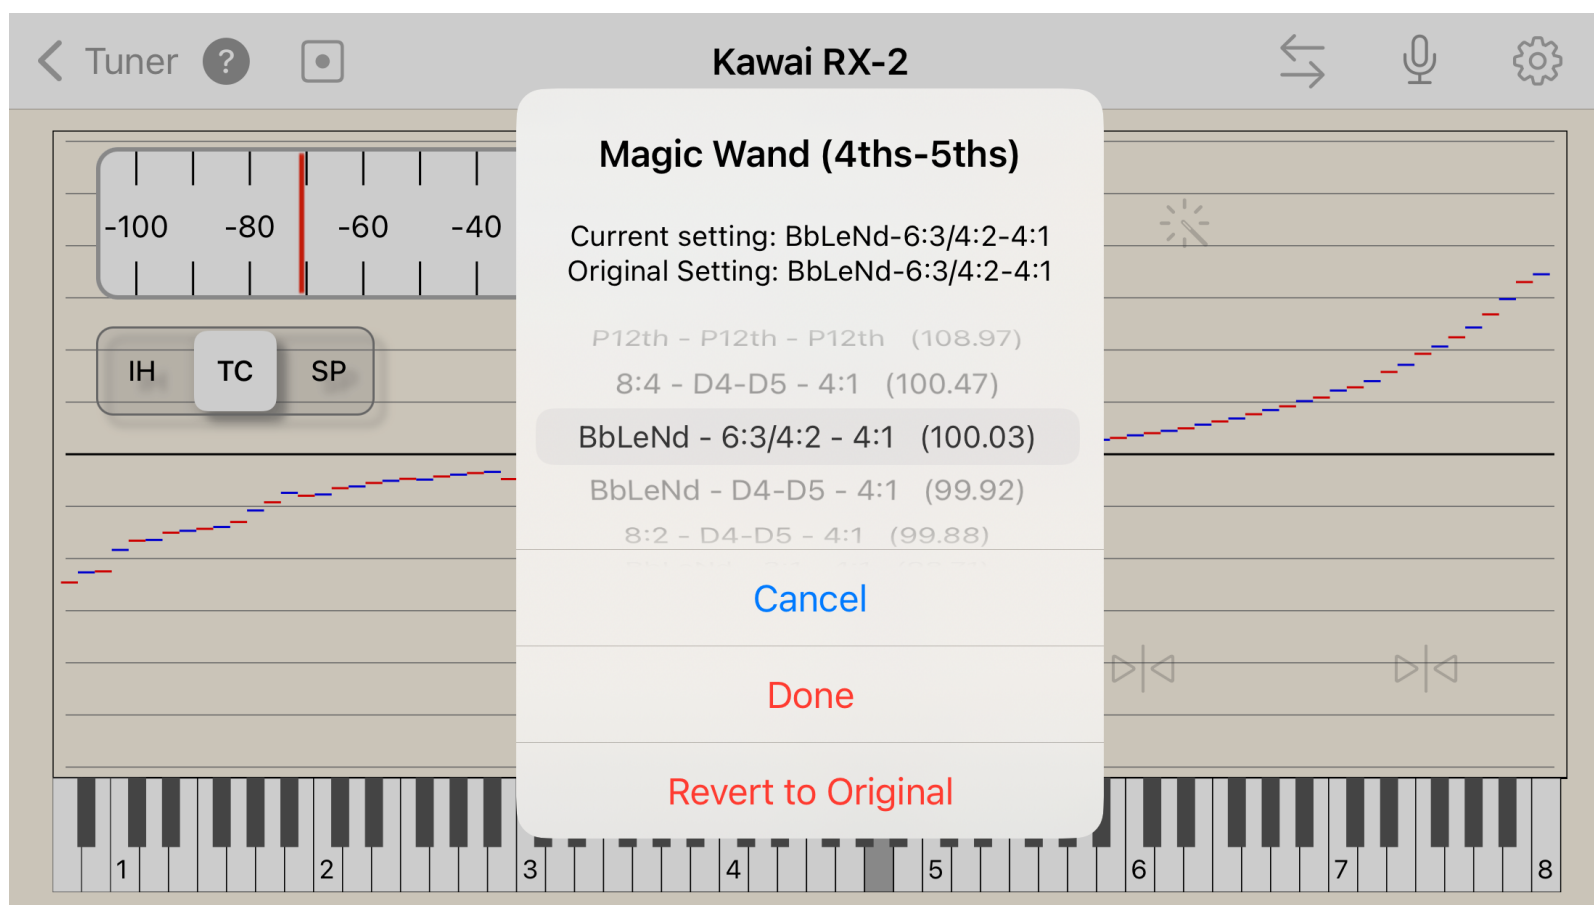 Tuner
?
Kawai RX-2
Magic Wand (4ths-5ths)
-100 -80 -60 -40
Current setting: BbLeNd-6:3/4:2-4:1
Original Setting: BbLeNd-6:3/4:2-4:1
P12th - P12th - P12th (108.97)
IH TC SP
8:4 - D4-D5 - 4:1 (100.47)
BbLeNd - 6:3/4:2 - 4:1 (100.03)
BbLeNd - D4-D5 - 4:1 (99.92)
8:2 - D4-D5 - 4:1 (99.88)
Cancel
Done
Revert to Original
1 2 3 4 5 6 7 8